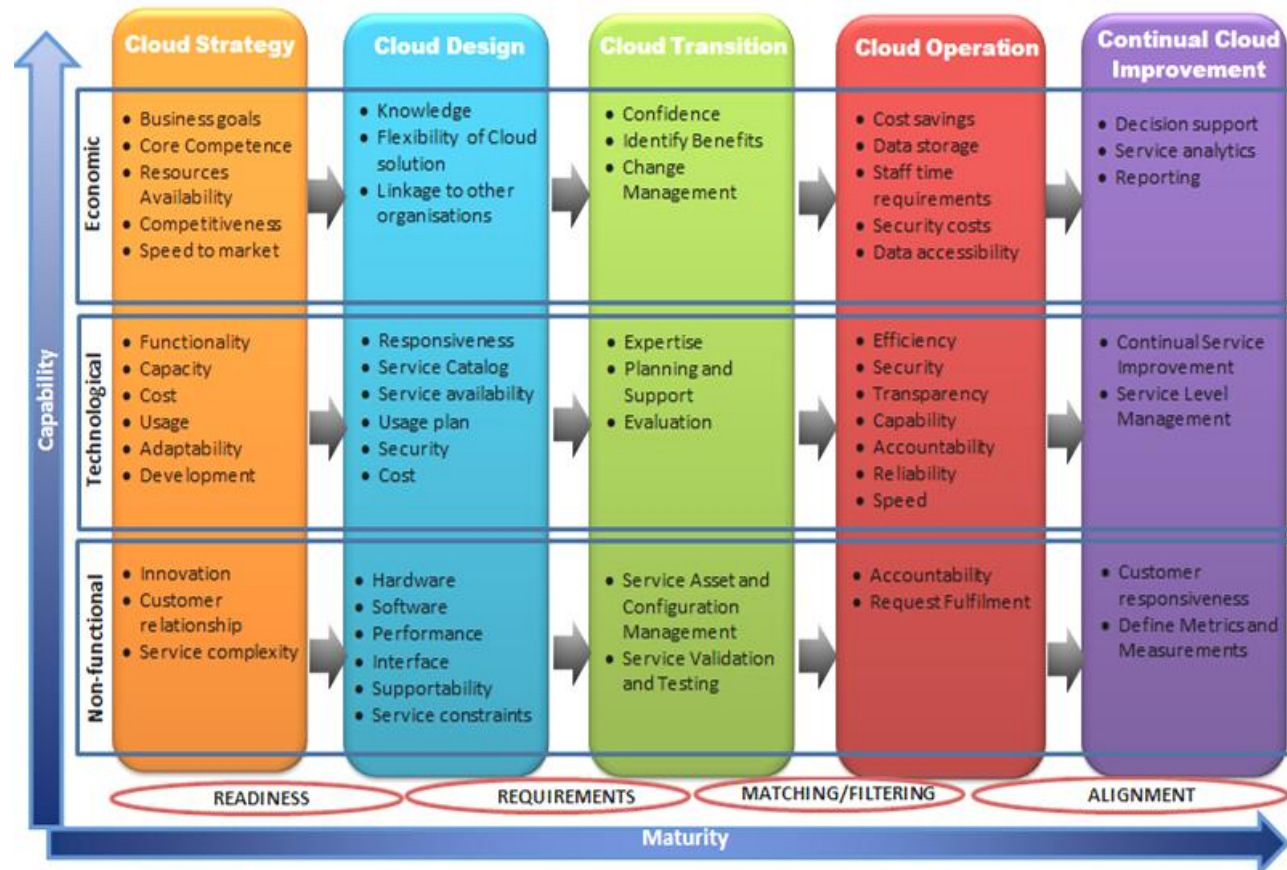 Cloud Strategy
Cloud Design
Cloud Transition
Cloud Operation
Continual Cloud
Improvement
Capability
Economic
• Business goals
• Core Competence
• Resources
Availability
• Competitiveness
• Speed to market
• Knowledge
• Flexibility of Cloud
solution
• Linkage to other
organisations
• Confidence
• Identify Benefits
• Change
Management
• Cost savings
• Data storage
• Staff time
requirements
• Security costs
• Data accessibility
• Decision support
• Service analytics
• Reporting
Technological
• Functionality
• Capacity
• Cost
• Usage
• Adaptability
• Development
• Responsiveness
• Service Catalog
• Service availability
• Usage plan
• Security
• Cost
• Expertise
• Planning and
Support
• Evaluation
• Efficiency
• Security
• Transparency
• Capability
• Accountability
• Reliability
• Speed
• Continual Service
Improvement
• Service Level
Management
Non-functional
• Innovation
• Customer
relationship
• Service complexity
• Hardware
• Software
• Performance
• Interface
• Supportability
• Service constraints
• Service Asset and
Configuration
Management
• Service Validation
and Testing
• Accountability
• Request Fulfilment
• Customer
responsiveness
• Define Metrics and
Measurements
READINESS
REQUIREMENTS
MATCHING/FILTERING
ALIGNMENT
Maturity